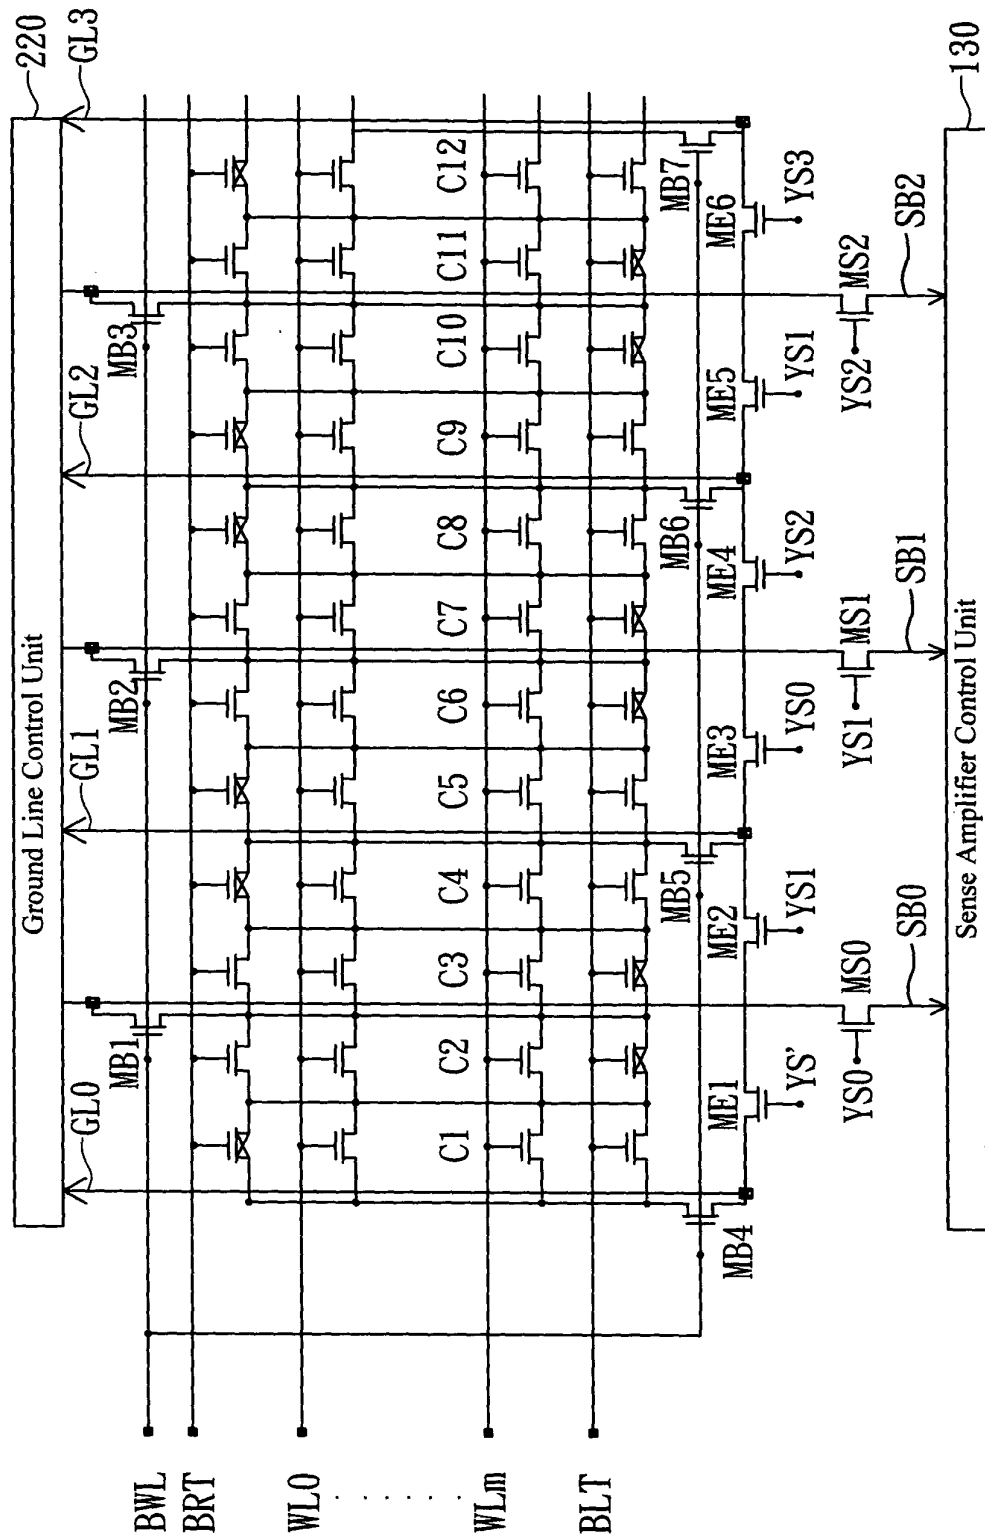 Ground Line Control Unit
220
GL0
GL1
GL2
GL3
MB1
MB2
MB3
BWL
BRT
WL0
. . . . . . . .
WLm
BLT
C1
C2
C3
C4
C5
C6
C7
C8
C9
C10
C11
C12
MB4
MB5
MB6
MB7
ME1
ME2
ME3
ME4
ME5
ME6
YS'
YS1
YS0
YS2
YS1
YS3
YS0
MS0
YS1
MS1
YS2
MS2
SB0
SB1
SB2
Sense Amplifier Control Unit
130